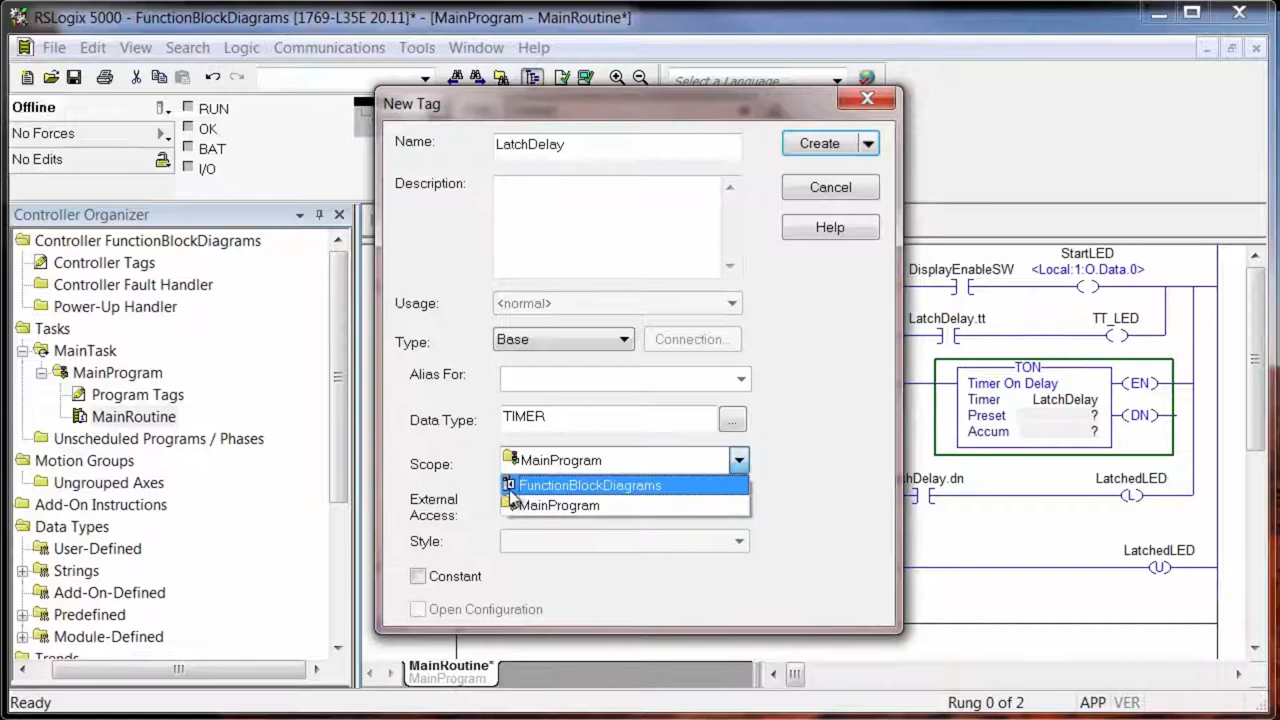 RSLogix 5000 - FunctionBlockDiagrams [1769-L35E 20.11]* - [MainProgram - MainRoutine*]
File Edit View Search Logic Communications Tools Window Help
Select a Language...
Offline
RUN
No Forces
OK
No Edits
BAT
I/O
Controller Organizer
Controller FunctionBlockDiagrams
Controller Tags
Controller Fault Handler
Power-Up Handler
Tasks
MainTask
MainProgram
Program Tags
MainRoutine
Unscheduled Programs / Phases
Motion Groups
Ungrouped Axes
Add-On Instructions
Data Types
User-Defined
Strings
Add-On-Defined
Predefined
Module-Defined
Trends
New Tag
Name: LatchDelay
Description:
Usage: <normal>
Type: Base Connection...
Alias For:
Data Type: TIMER ...
Scope: MainProgram
FunctionBlockDiagrams
MainProgram
External
Access:
Style:
Constant
Open Configuration
Create
Cancel
Help
StartLED
DisplayEnableSW <Local:1:O.Data.0>
LatchDelay.tt TT_LED
TON
Timer On Delay EN
Timer LatchDelay
Preset ? DN
Accum ?
Delay.dn LatchedLED
L
LatchedLED
U
MainRoutine*
MainProgram
Ready
Rung 0 of 2 APP VER